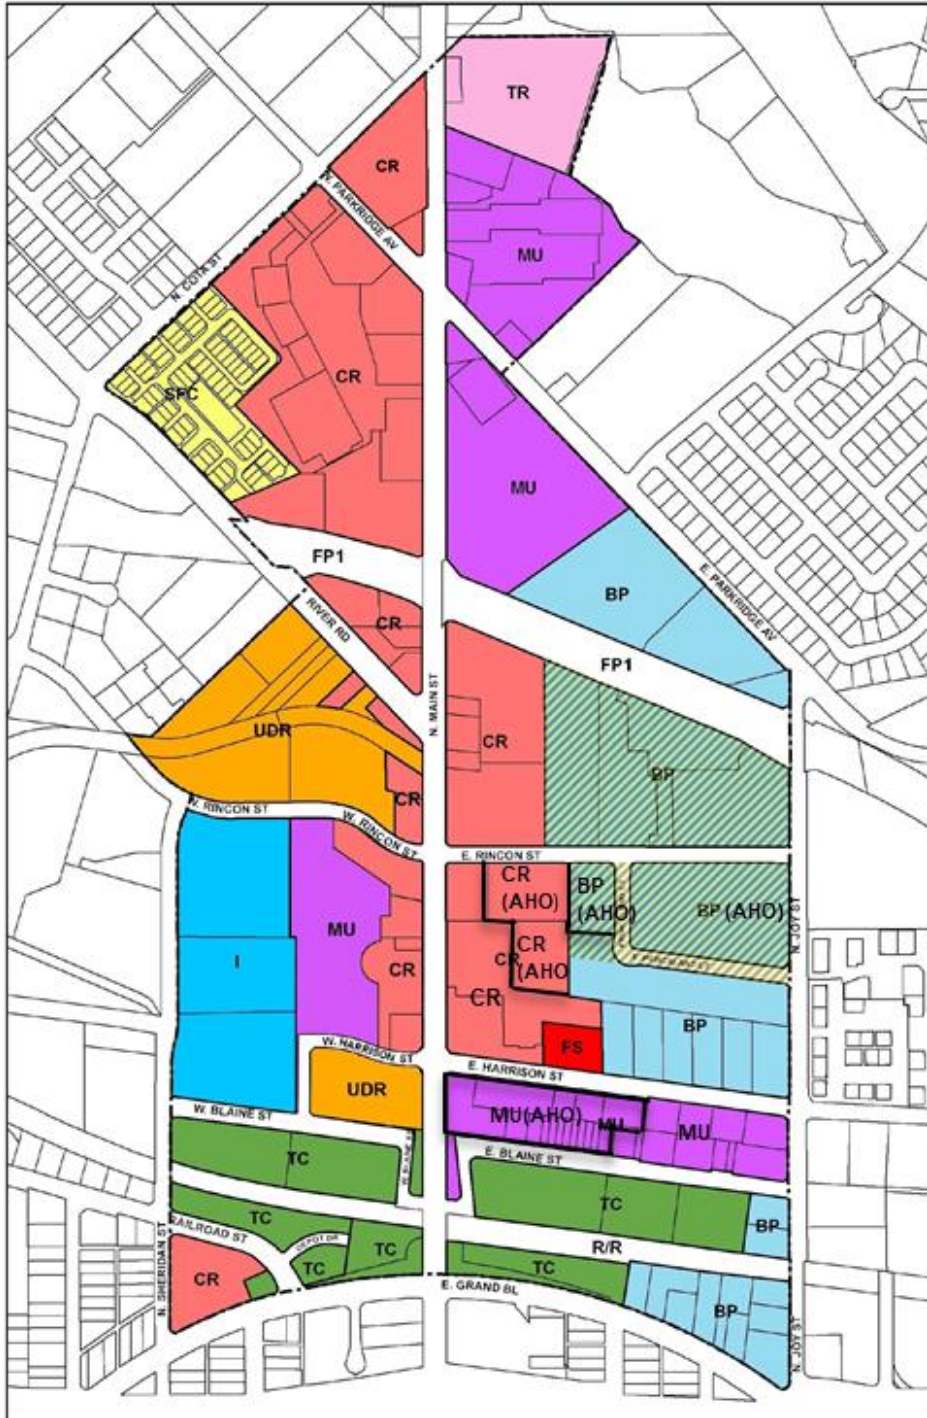 TR
CR
N. PARKRIDGE AV
MU
N. COTA ST
CR
SFC
MU
FP1
BP
E. PARKRIDGE AV
RIVER RD
CR
FP1
N. MAIN ST
UDR
CR
BP
CR
W. RINCON ST
W. RINCON ST
E. RINCON ST
CR
(AHO)
BP
(AHO)
BP (AHO)
N. JOY ST
MU
I
CR
CR
CR
(AHO
CR
BP
W. HARRISON ST
FS
E. HARRISON ST
UDR
W. BLAINE ST
MU(AHO)
MU
MU
E. BLAINE ST
TC
TC
TC
BP
RAILROAD ST
DEPOT DR
TC
R/R
TC
TC
CR
N. SHERIDAN ST
E. GRAND BL
BP
N. JOY ST